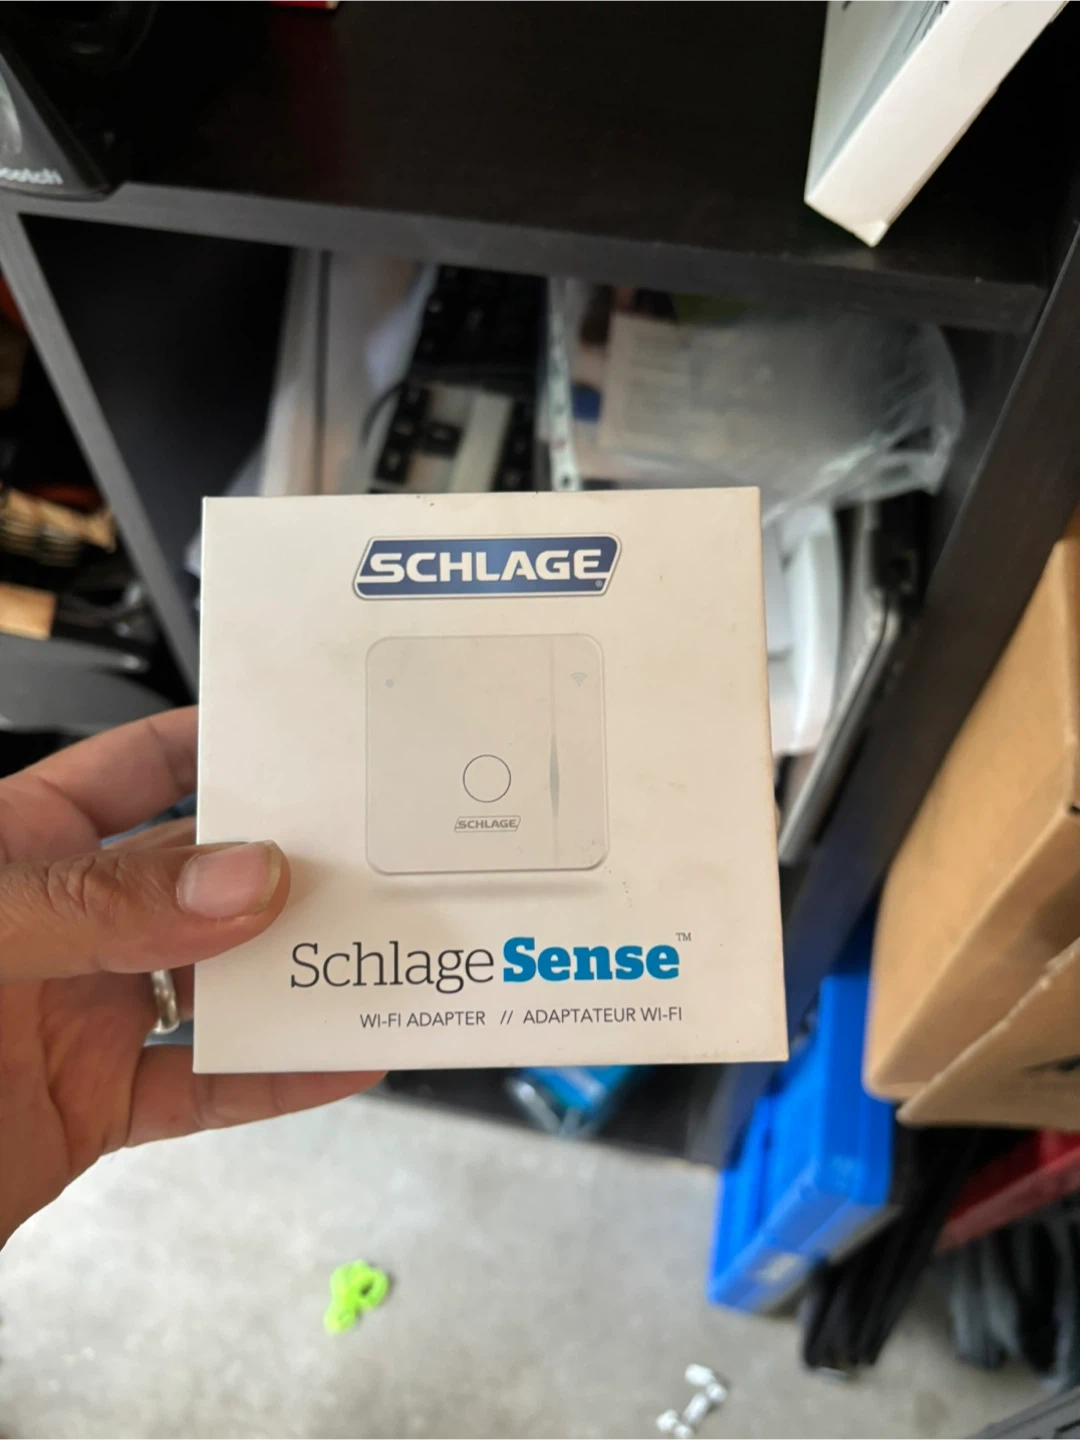 SCHLAGE
SCHLAGE
Schlage Sense™
WI-FI ADAPTER // ADAPTATEUR WI-FI